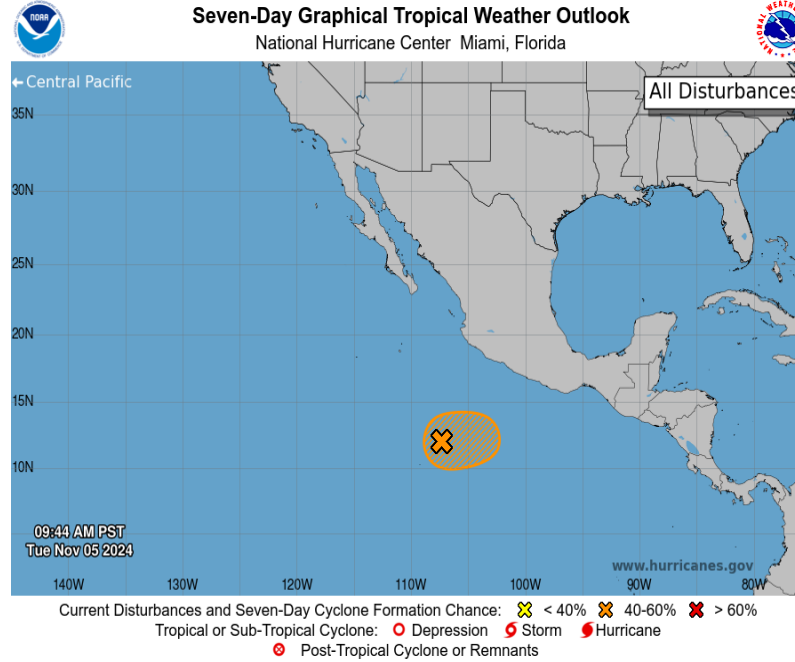 Seven-Day Graphical Tropical Weather Outlook
National Hurricane Center Miami, Florida
NOAA
NATIONAL WEATHER
← Central Pacific
All Disturbances
35N
30N
25N
20N
15N
10N
09:44 AM PST
Tue Nov 05 2024
www.hurricanes.gov
140W 130W 120W 110W 100W 90W 80W
Current Disturbances and Seven-Day Cyclone Formation Chance: < 40% 40-60% > 60%
Tropical or Sub-Tropical Cyclone: Depression Storm Hurricane
Post-Tropical Cyclone or Remnants